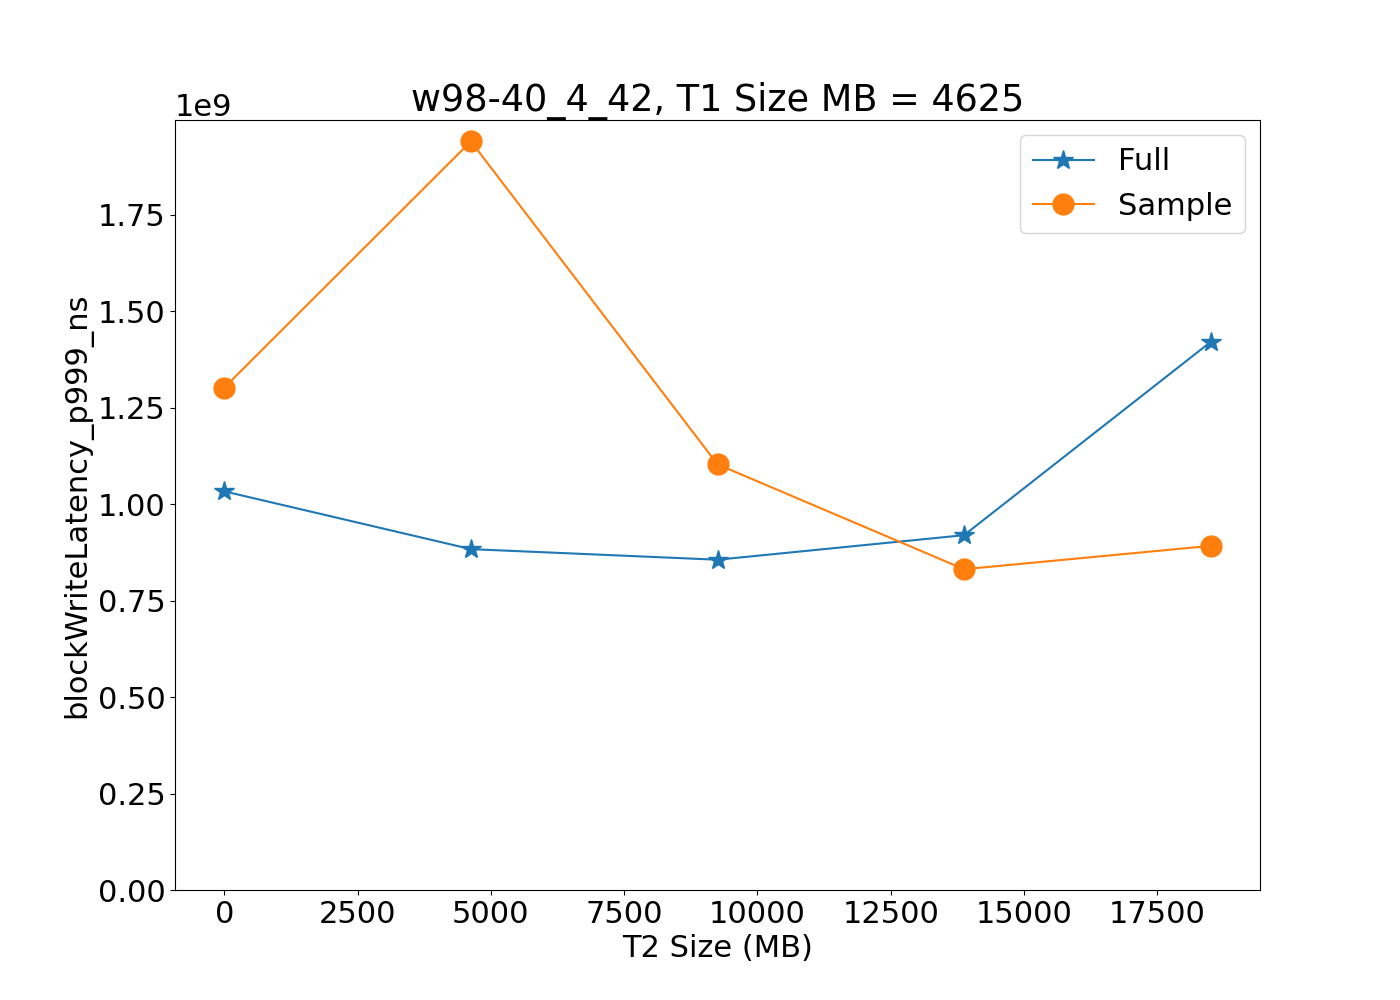 w98-40_4_42, T1 Size MB = 4625
1e9
Full
Sample
1.75
1.50
1.25
1.00
0.75
0.50
0.25
0.00
blockWriteLatency_p999_ns
0 2500 5000 7500 10000 12500 15000 17500
T2 Size (MB)